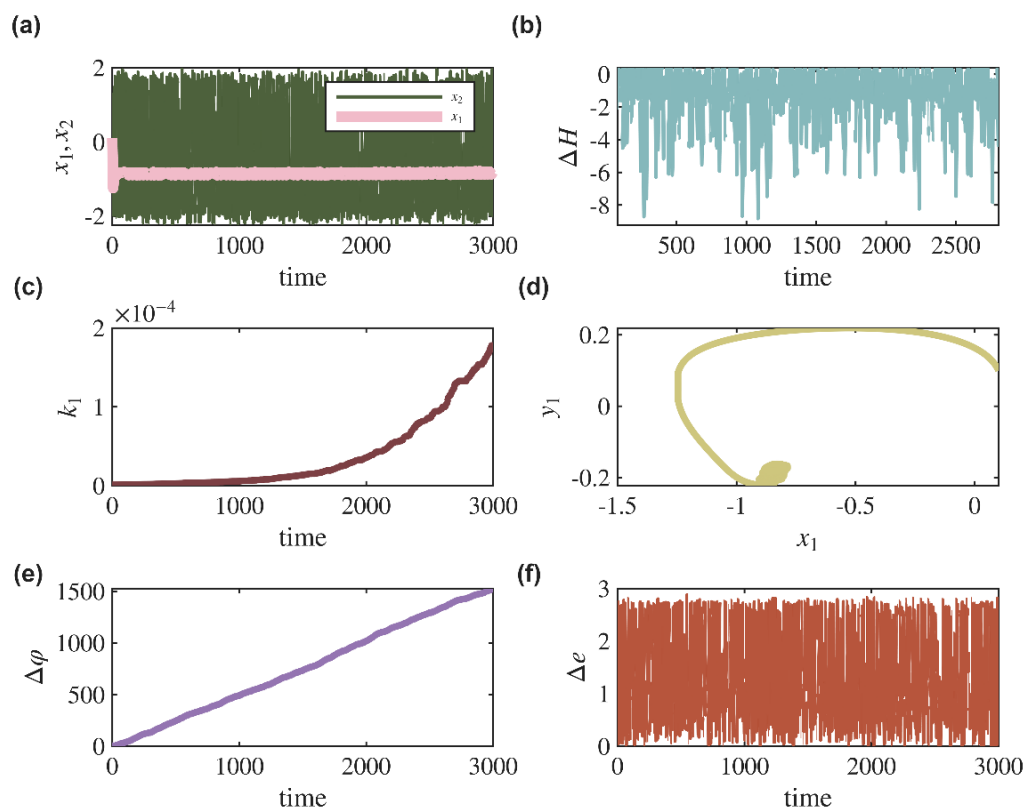 (a)
2
0
-2
x1, x2
x2
x1
0 1000 2000 3000
time
(b)
0
-2
-4
-6
-8
ΔH
500 1000 1500 2000 2500
time
(c)
×10−4
2
1
0
k1
0 1000 2000 3000
time
(d)
0.2
0
-0.2
y1
-1.5 -1 -0.5 0
x1
(e)
1500
1000
500
0
Δφ
0 1000 2000 3000
time
(f)
3
2
1
0
Δe
0 1000 2000 3000
time